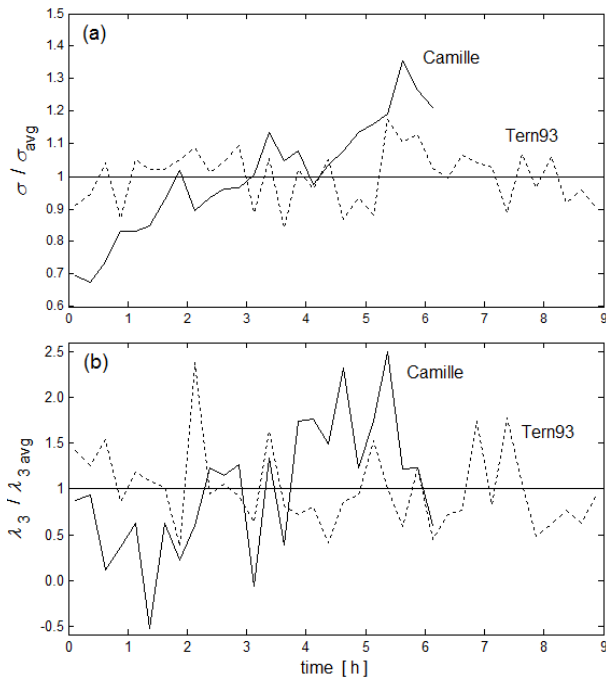 (a)
Camille
Tern93
σ / σavg
1.5
1.4
1.3
1.2
1.1
1
0.9
0.8
0.7
0.6
0 1 2 3 4 5 6 7 8 9
(b)
Camille
Tern93
λ3 / λ3 avg
2.5
2.0
1.5
1
0.5
0.0
-0.5
0 1 2 3 4 5 6 7 8 9
time [ h ]